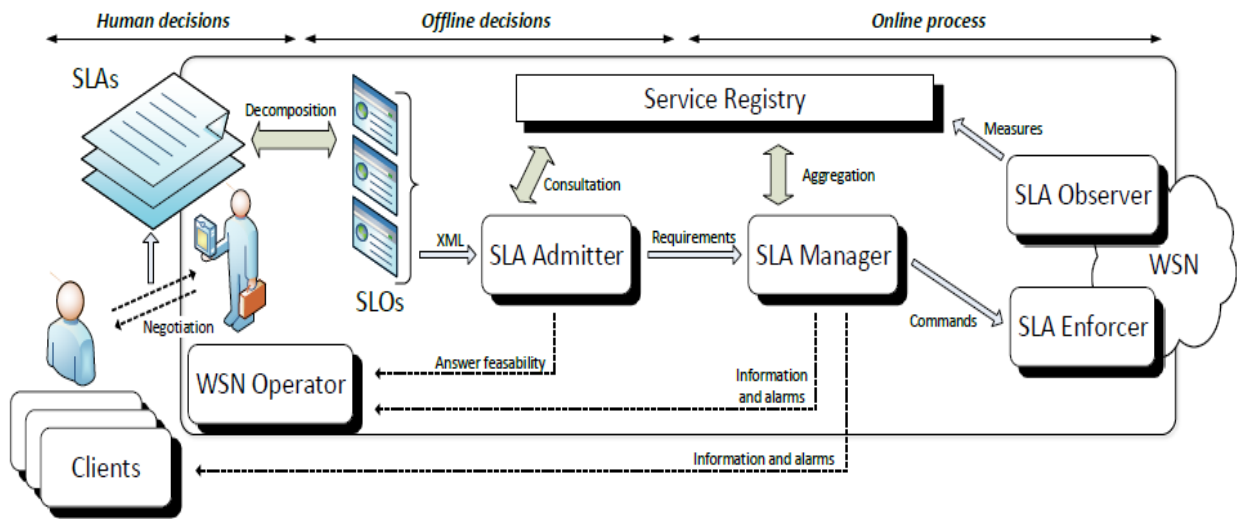 Human decisions
Offline decisions
Online process
SLAs
Decomposition
Service Registry
Measures
Consultation
Aggregation
SLA Observer
XML
SLA Admitter
Requirements
SLA Manager
WSN
SLOs
Negotiation
Commands
SLA Enforcer
Answer feasability
WSN Operator
Information
and alarms
Clients
Information and alarms